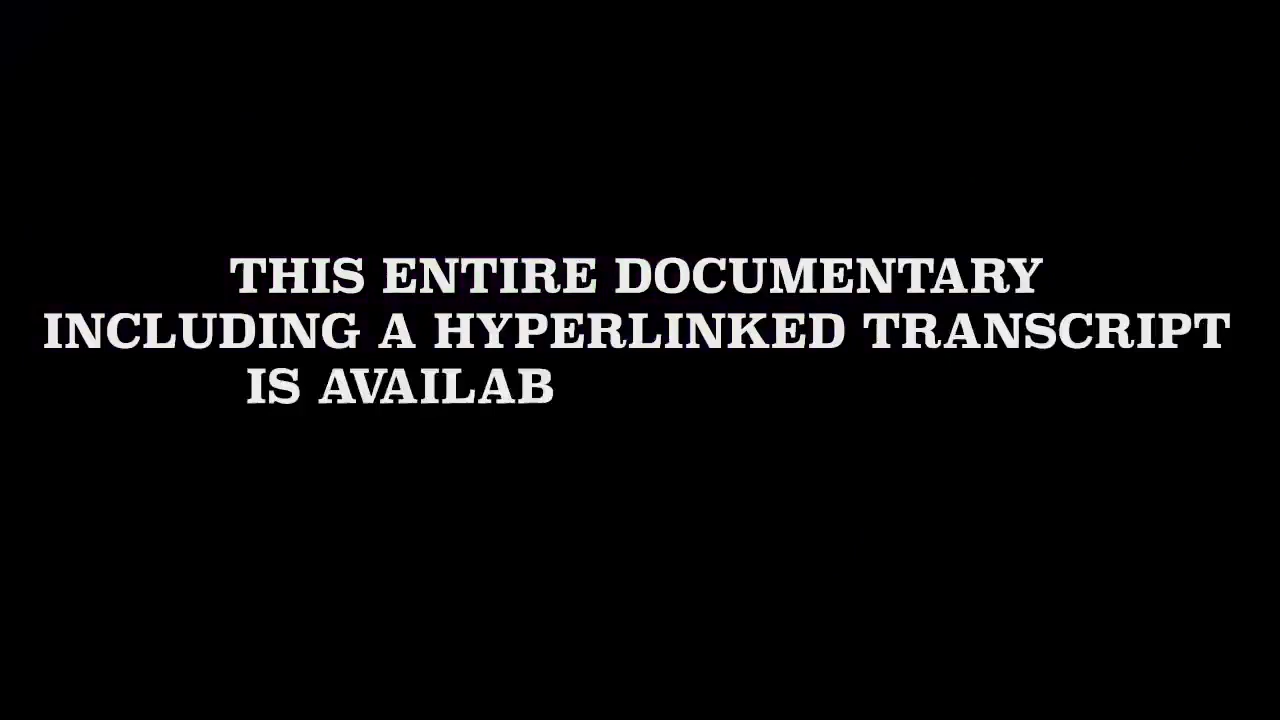 THIS ENTIRE DOCUMENTARY
INCLUDING A HYPERLINKED TRANSCRIPT
IS AVAILAB